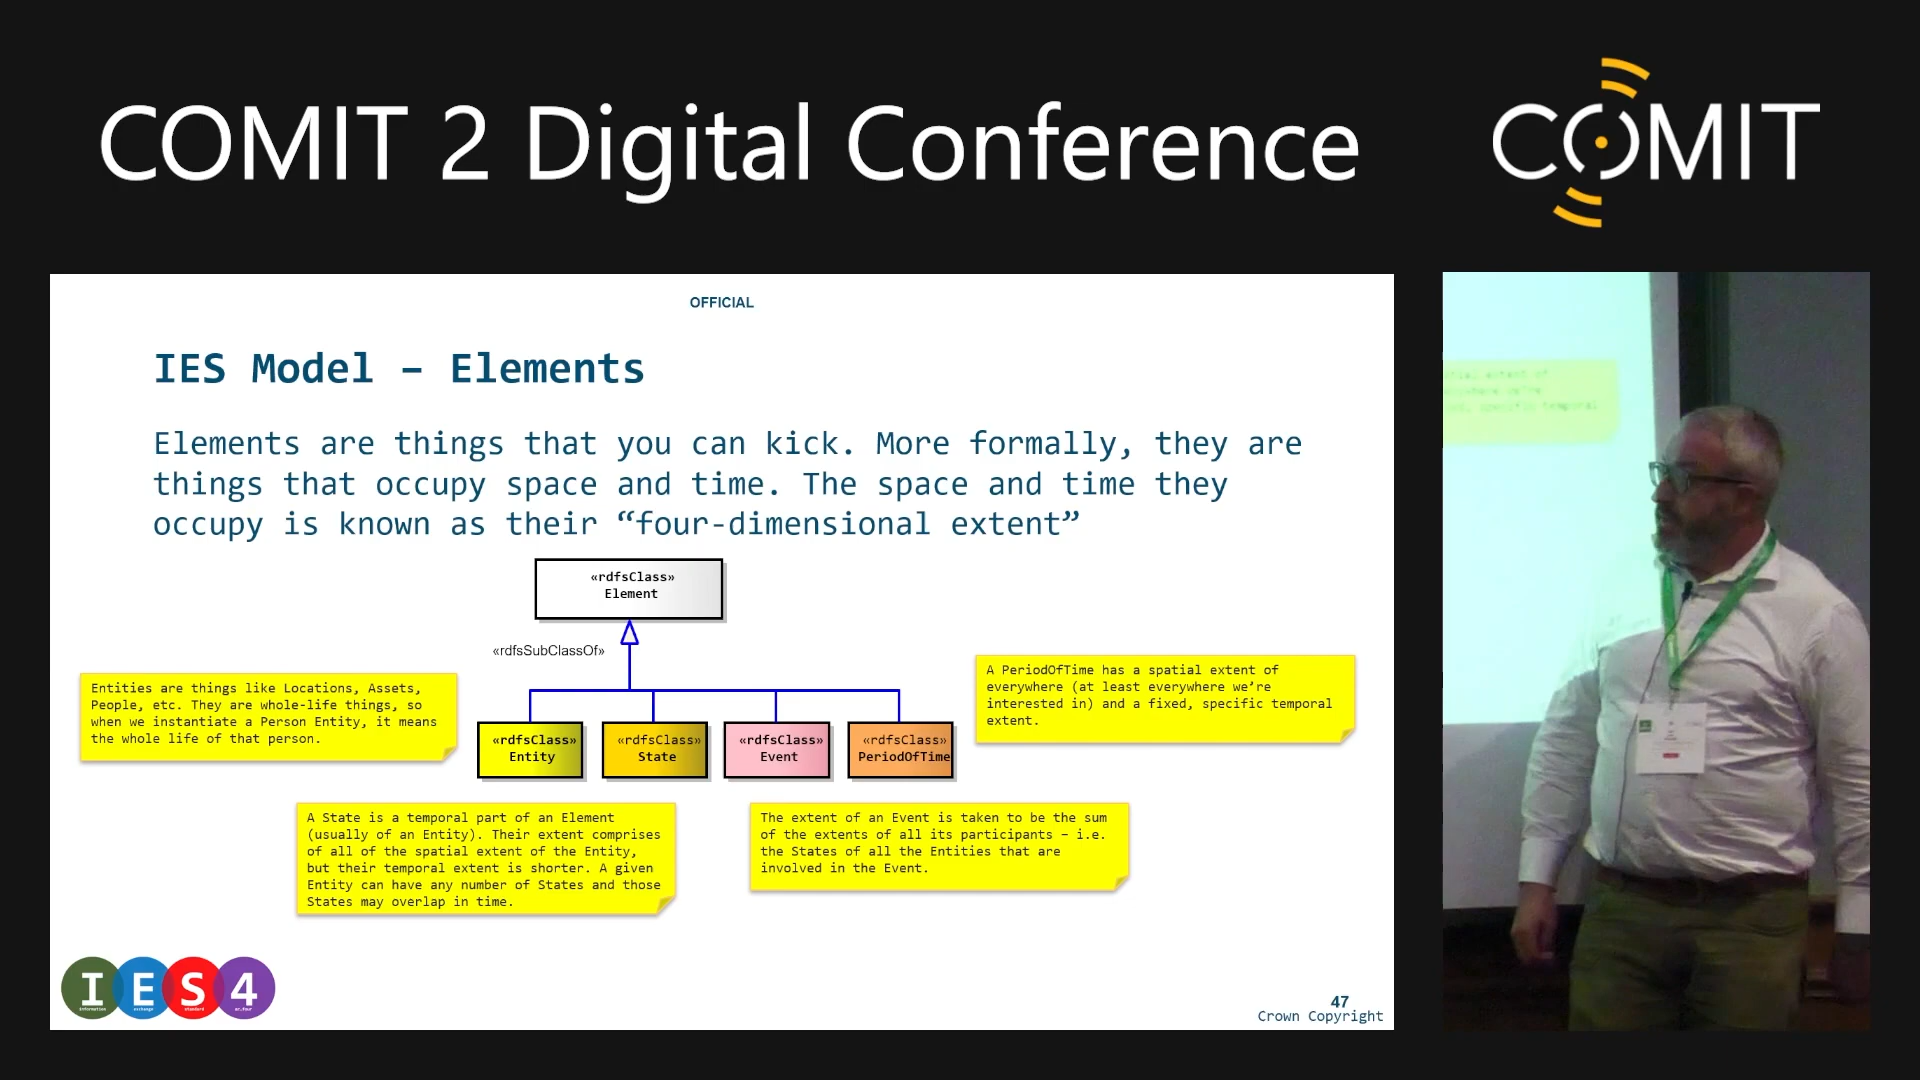 COMIT 2 Digital Conference
COMIT
OFFICIAL
IES Model – Elements
Elements are things that you can kick. More formally, they are
things that occupy space and time. The space and time they
occupy is known as their “four-dimensional extent”
«rdfsClass»
Element
«rdfsSubClassOf»
Entities are things like Locations, Assets,
People, etc. They are whole-life things, so
when we instantiate a Person Entity, it means
the whole life of that person.
A PeriodOfTime has a spatial extent of
everywhere (at least everywhere we’re
interested in) and a fixed, specific temporal
extent.
«rdfsClass»
Entity
«rdfsClass»
State
«rdfsClass»
Event
«rdfsClass»
PeriodOfTime
A State is a temporal part of an Element
(usually of an Entity). Their extent comprises
of all of the spatial extent of the Entity,
but their temporal extent is shorter. A given
Entity can have any number of States and those
States may overlap in time.
The extent of an Event is taken to be the sum
of the extents of all its participants – i.e.
the States of all the Entities that are
involved in the Event.
IES4
47
Crown Copyright
extent of
specific temporal